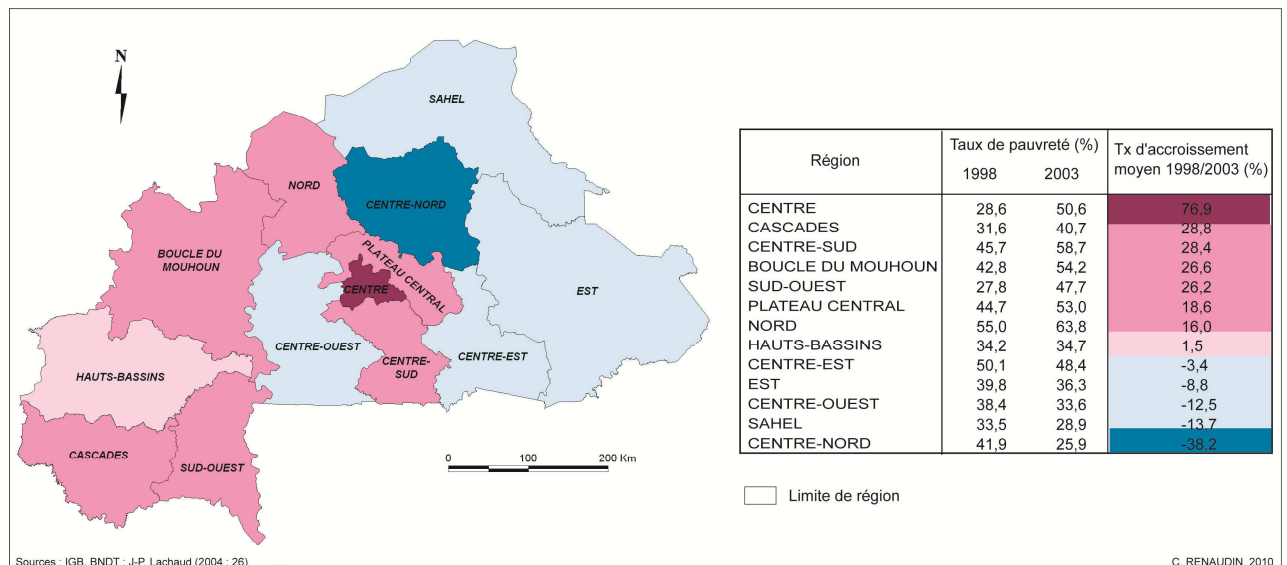 N
SAHEL
NORD
CENTRE-NORD
BOUCLE DU
MOUHOUN
PLATEAU CENTRAL
CENTRE
EST
CENTRE-OUEST
CENTRE-EST
CENTRE-
SUD
HAUTS-BASSINS
CASCADES
SUD-OUEST
0 100 200 Km
Région Taux de pauvreté (%) Tx d'accroissement
1998 2003 moyen 1998/2003 (%)
CENTRE 28,6 50,6 76,9
CASCADES 31,6 40,7 28,8
CENTRE-SUD 45,7 58,7 28,4
BOUCLE DU MOUHOUN 42,8 54,2 26,6
SUD-OUEST 27,8 47,7 26,2
PLATEAU CENTRAL 44,7 53,0 18,6
NORD 55,0 63,8 16,0
HAUTS-BASSINS 34,2 34,7 1,5
CENTRE-EST 50,1 48,4 -3,4
EST 39,8 36,3 -8,8
CENTRE-OUEST 38,4 33,6 -12,5
SAHEL 33,5 28,9 -13,7
CENTRE-NORD 41,9 25,9 -38,2
Limite de région
Sources : IGB, BNDT ; J-P. Lachaud (2004 : 26)
C. RENAUDIN, 2010